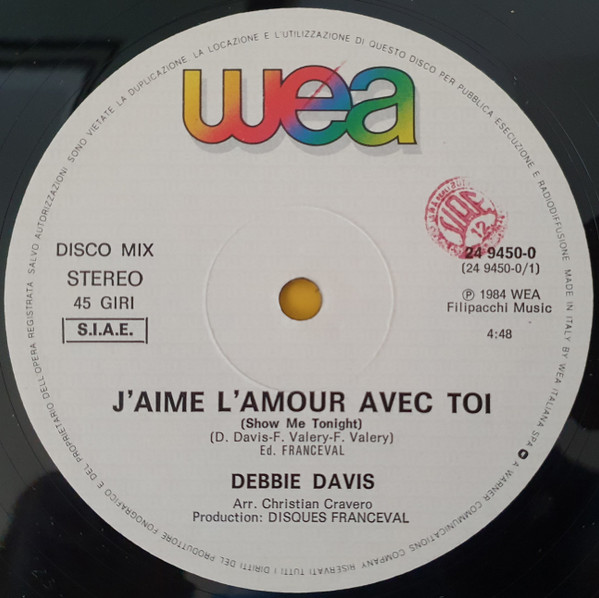 SONO VIETATE LA DUPLICAZIONE, LA LOCAZIONE E L'UTILIZZAZIONE DI QUESTO DISCO PER PUBBLICA ESECUZIONE E RADIODIFFUSIONE MADE IN ITALY BY WEA ITALIANA SPA
wea
DISCO MIX
STEREO
45 GIRI
S.I.A.E.
SIAE
12
24 9450-0
(24 9450-0/1)
Ⓟ 1984 WEA
Filipacchi Music
4:48
J'AIME L'AMOUR AVEC TOI
(Show Me Tonight)
(D. Davis-F. Valery-F. Valery)
Ed. FRANCEVAL
DEBBIE DAVIS
Arr. Christian Cravero
Production: DISQUES FRANCEVAL
A WARNER COMMUNICATIONS COMPANY RISERVATI TUTTI I DIRITTI DEL PRODUTTORE FONOGRAFICO E DEL PROPRIETARIO DELL'OPERA REGISTRATA SALVO AUTORIZZAZIONI